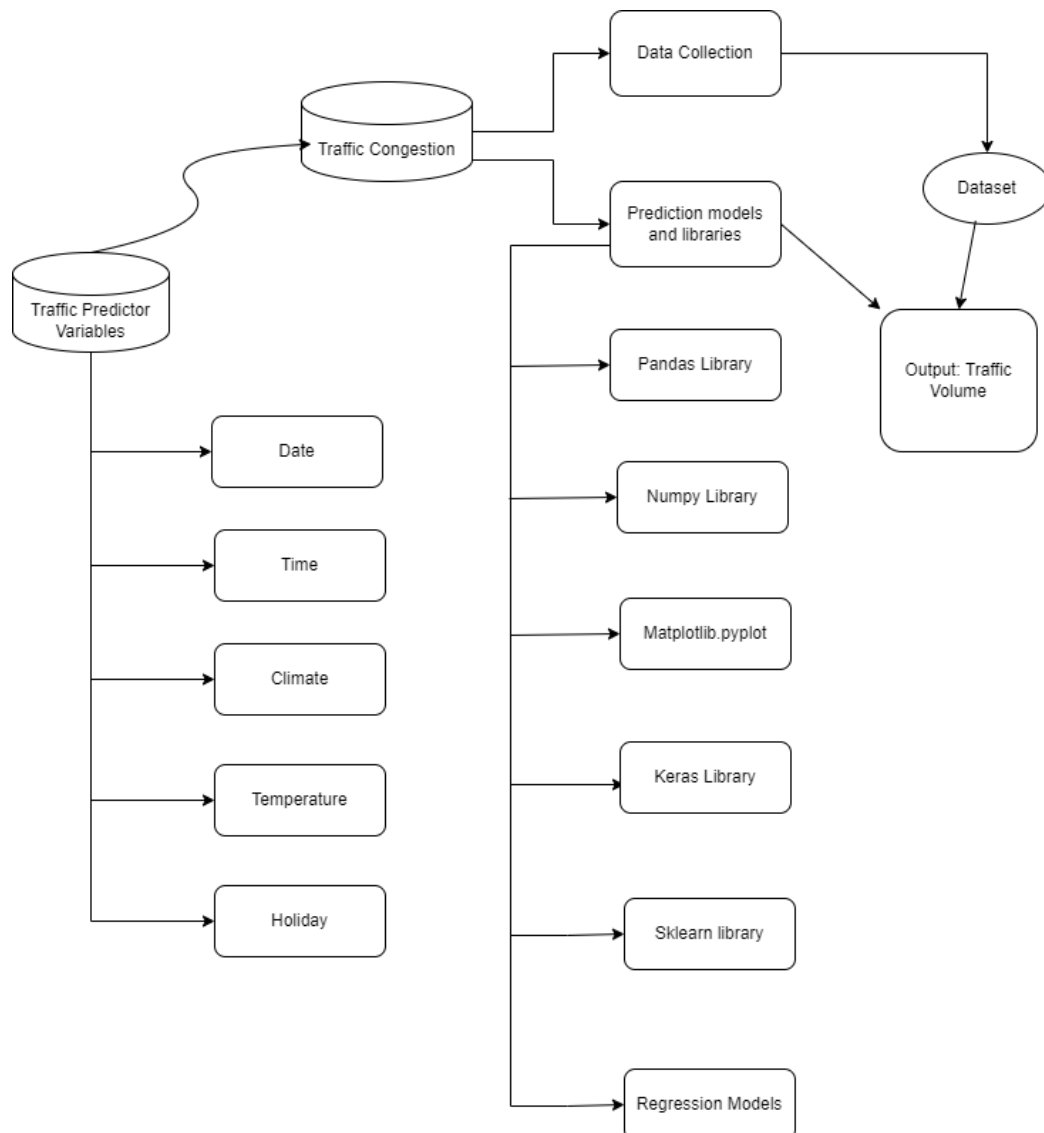 Data Collection
Traffic Congestion
Dataset
Prediction models
and libraries
Traffic Predictor
Variables
Pandas Library
Output: Traffic
Volume
Date
Numpy Library
Time
Matplotlib.pyplot
Climate
Keras Library
Temperature
Holiday
Sklearn library
Regression Models